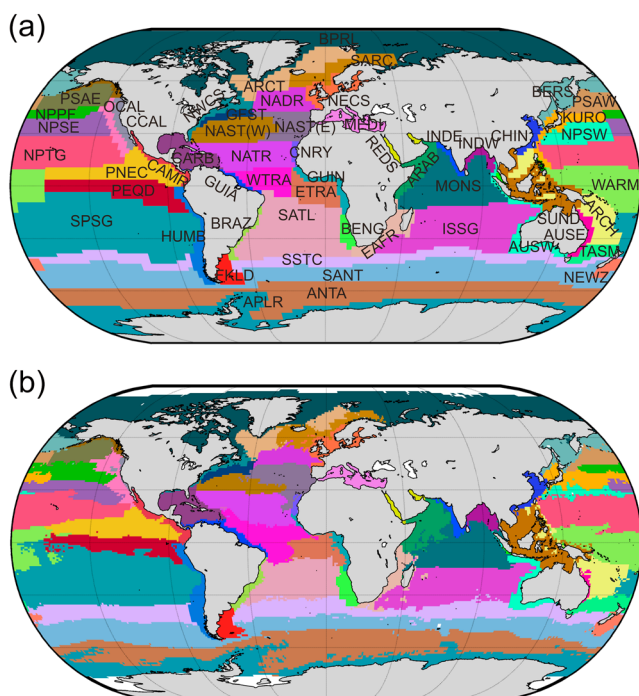 (a)
BPRL
SARC
ARCT
NADR
NECS
NWCS
GFST
NAST(W)
NAST(E)
MEDI
PSAE
NPPF
NPSE
OCAL
CCAL
NPTG
PNEC
PEQD
CAMR
CARB
NATR
CNRY
WTRA
GUIA
GUIN
ETRA
REDS
ARAB
INDE
INDW
CHIN
MONS
BERS
PSAW
KURO
NPSW
WARM
ARCH
SUND
AUSE
AUSW
TASM
NEWZ
SPSG
HUMB
BRAZ
SATL
BENG
EAFR
ISSG
FKLD
SSTC
SANT
ANTA
APLR
(b)